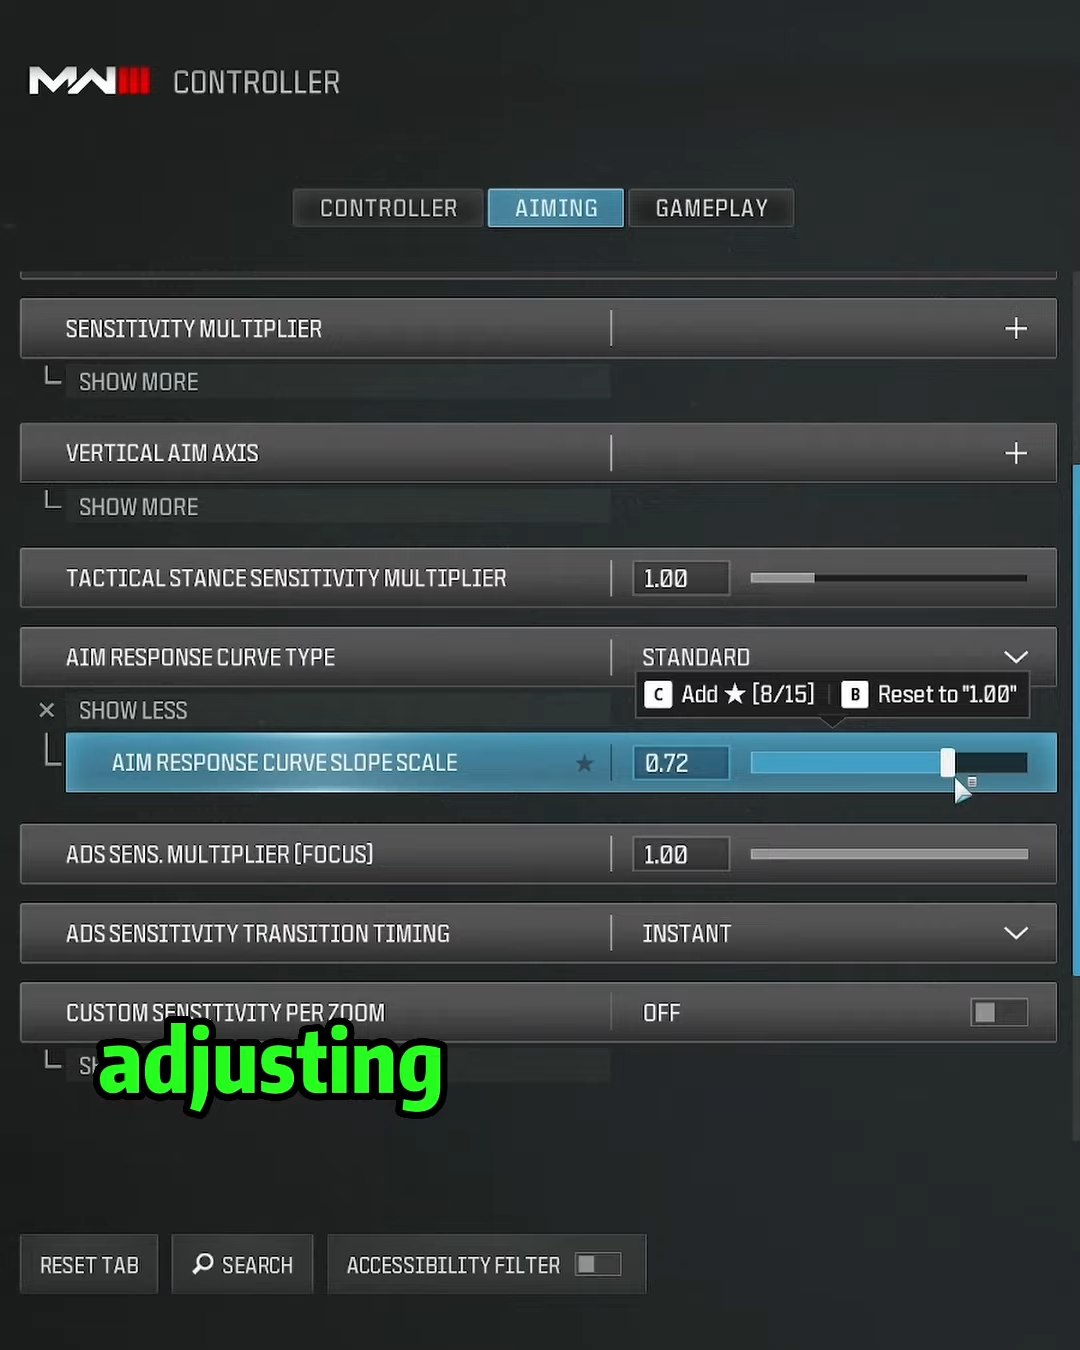 MWIII CONTROLLER
CONTROLLER AIMING GAMEPLAY
SENSITIVITY MULTIPLIER
SHOW MORE
VERTICAL AIM AXIS
SHOW MORE
TACTICAL STANCE SENSITIVITY MULTIPLIER 1.00
AIM RESPONSE CURVE TYPE STANDARD
C Add ★ [8/15] B Reset to "1.00"
SHOW LESS
AIM RESPONSE CURVE SLOPE SCALE ★ 0.72
ADS SENS. MULTIPLIER (FOCUS) 1.00
ADS SENSITIVITY TRANSITION TIMING INSTANT
CUSTOM SENSITIVITY PER ZOOM OFF
adjusting
RESET TAB SEARCH ACCESSIBILITY FILTER